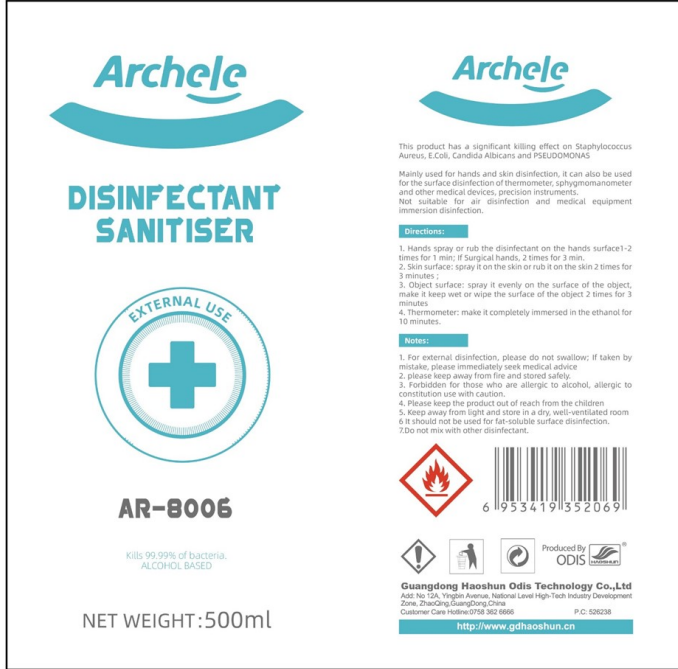 Archele
DISINFECTANT
SANITISER
EXTERNAL USE
AR-8006
Kills 99.99% of bacteria.
ALCOHOL BASED
NET WEIGHT:500ml
Archele
This product has a significant killing effect on Staphylococcus
Aureus, E.Coli, Candida Albicans and PSEUDOMONAS
Mainly used for hands and skin disinfection, it can also be used
for the surface disinfection of thermometer, sphygmomanometer
and other medical devices, precision instruments.
Not suitable for air disinfection and medical equipment
immersion disinfection.
Directions:
1. Hands spray or rub the disinfectant on the hands surface1-2
times for 1 min; If Surgical hands, 2 times for 3 min.
2. Skin surface: spray it on the skin or rub it on the skin 2 times for
3 minutes ;
3. Object surface: spray it evenly on the surface of the object,
make it keep wet or wipe the surface of the object 2 times for 3
minutes
4. Thermometer: make it completely immersed in the ethanol for
10 minutes.
Notes:
1. For external disinfection, please do not swallow; If taken by
mistake, please immediately seek medical advice
2. please keep away from fire and stored safely.
3. Forbidden for those who are allergic to alcohol, allergic to
constitution use with caution.
4. Please keep the product out of reach from the children
5. Keep away from light and store in a dry, well-ventilated room
6 It should not be used for fat-soluble surface disinfection.
7.Do not mix with other disinfectant.
6 953419 352069
Produced By
ODIS
HAOSHUN
®
Guangdong Haoshun Odis Technology Co.,Ltd
Add: No 12A, Yingbin Avenue, National Level High-Tech Industry Development
Zone, ZhaoQing,GuangDong,China
Customer Care Hotline:0758 362 6666 P.C: 526238
http://www.gdhaoshun.cn